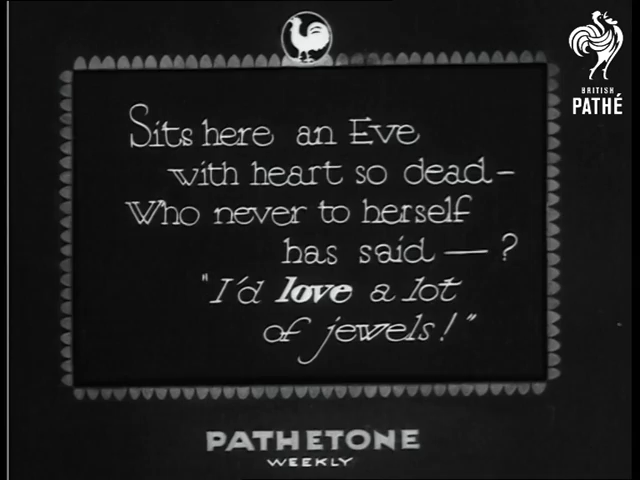 BRITISH
PATHÉ
Sits here an Eve
with heart so dead-
Who never to herself
has said — ?
"I'd love a lot
of jewels!"
PATHETONE
WEEKLY